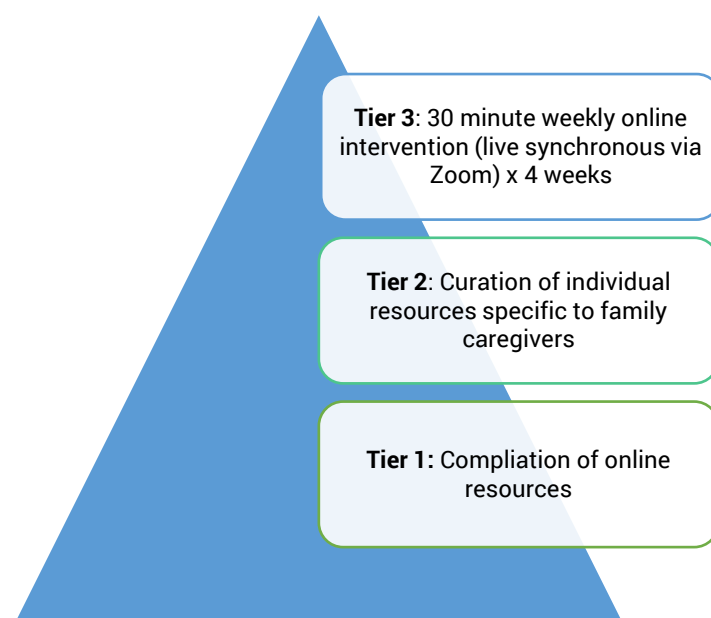 Tier 3: 30 minute weekly online
intervention (live synchronous via
Zoom) x 4 weeks
Tier 2: Curation of individual
resources specific to family
caregivers
Tier 1: Compliation of online
resources